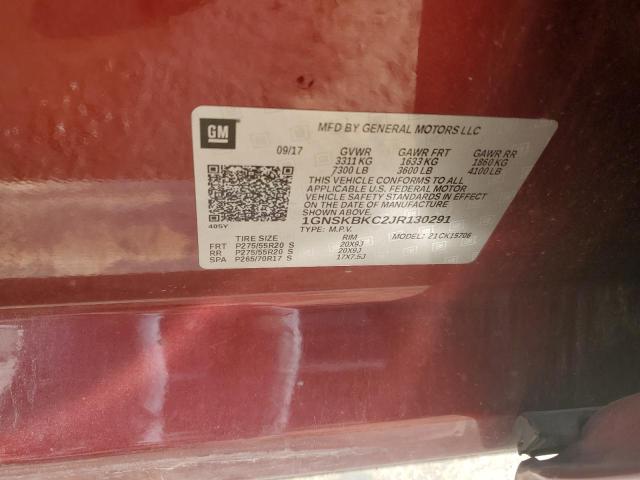 GM
MFD BY GENERAL MOTORS LLC
09/17 GVWR GAWR FRT GAWR RR
3311 KG 1633 KG 1860 KG
7300 LB 3600 LB 4100 LB
THIS VEHICLE CONFORMS TO ALL
APPLICABLE U.S. FEDERAL MOTOR
VEHICLE SAFETY STANDARDS IN EFFECT
ON THE DATE OF MANUFACTURE
SHOWN ABOVE.
1GNSKBKC2JR130291
405Y TYPE: M.P.V. MODEL: 21 CK15706
TIRE SIZE RIM
FRT P275/55R20 S 20X9J
RR P275/55R20 S 20X9J
SPA P265/70R17 S 17X7.5J